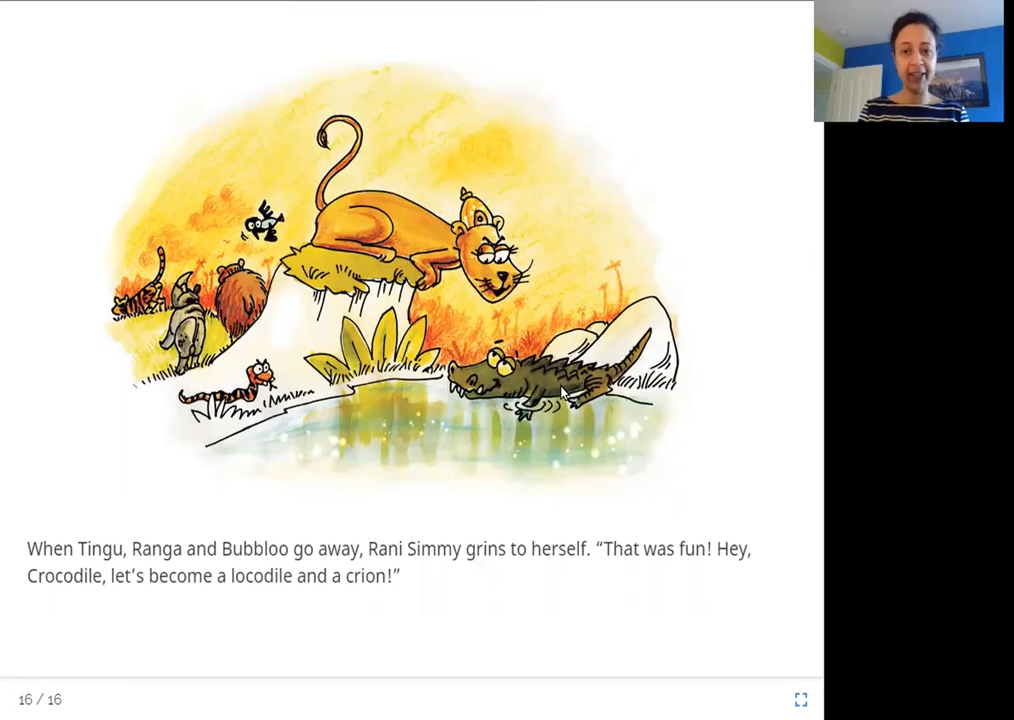 When Tingu, Ranga and Bubbloo go away, Rani Simmy grins to herself. “That was fun! Hey,
Crocodile, let’s become a locodile and a crion!”
16 / 16